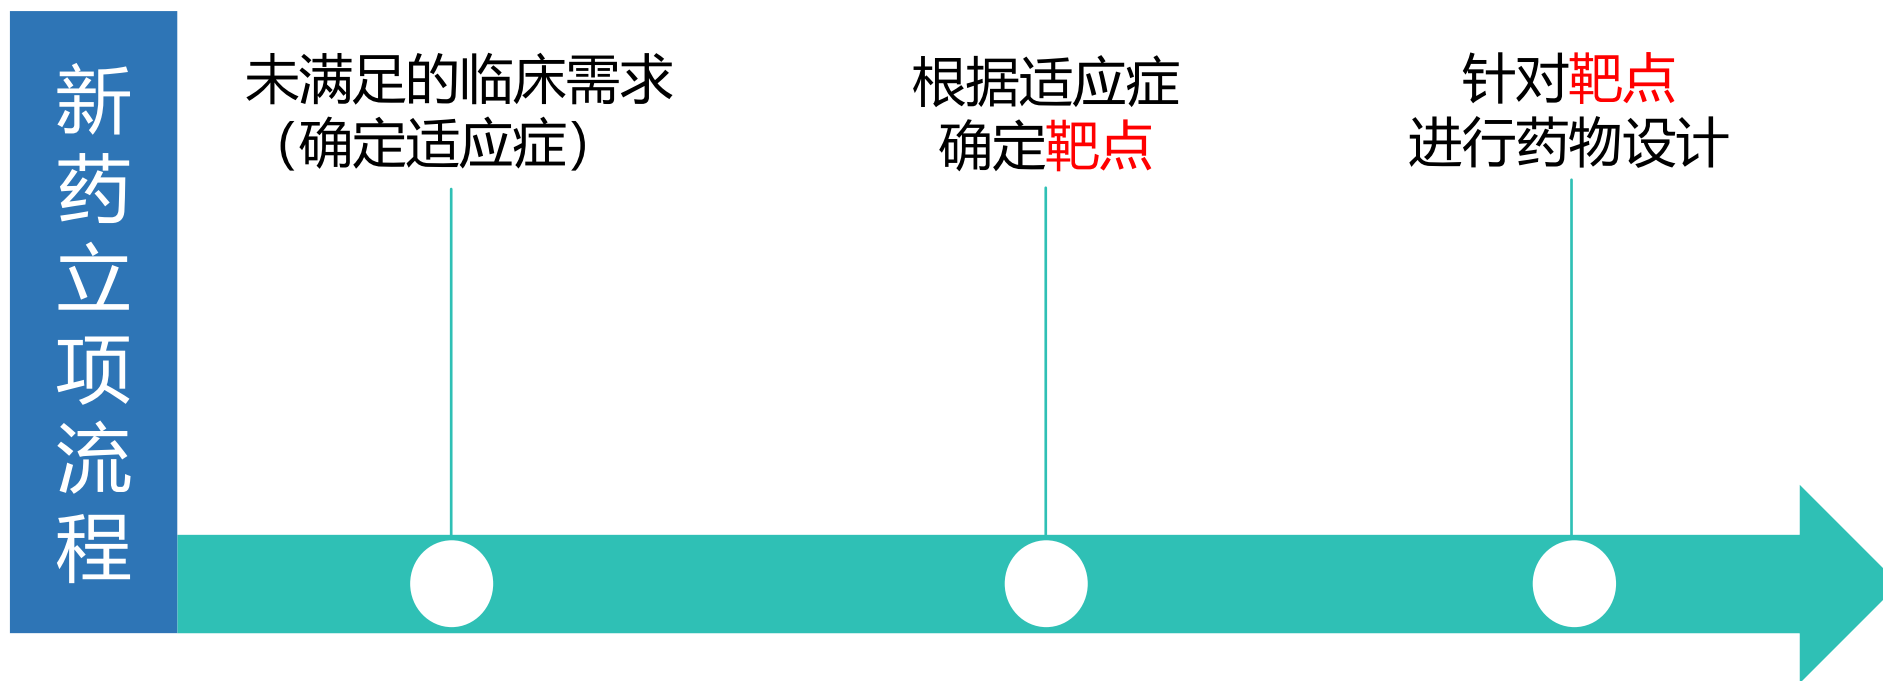 新药立项流程
未满足的临床需求
（确定适应症）
根据适应症
确定靶点
针对靶点
进行药物设计